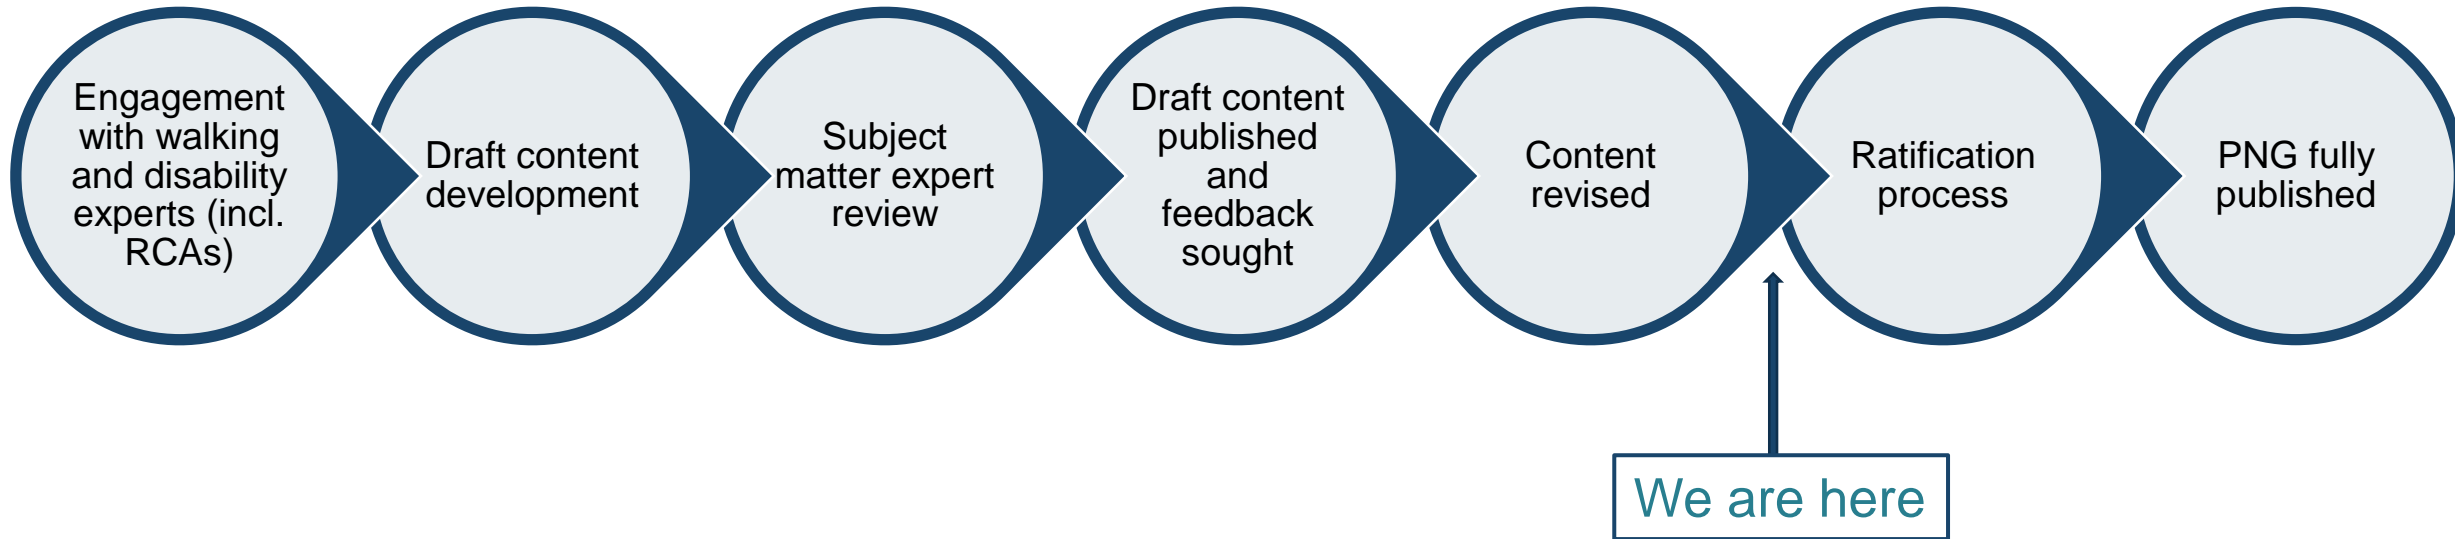 Engagement
with walking
and disability
experts (incl.
RCAs)
Draft content
development
Subject
matter expert
review
Draft content
published
and
feedback
sought
Content
revised
Ratification
process
PNG fully
published
We are here